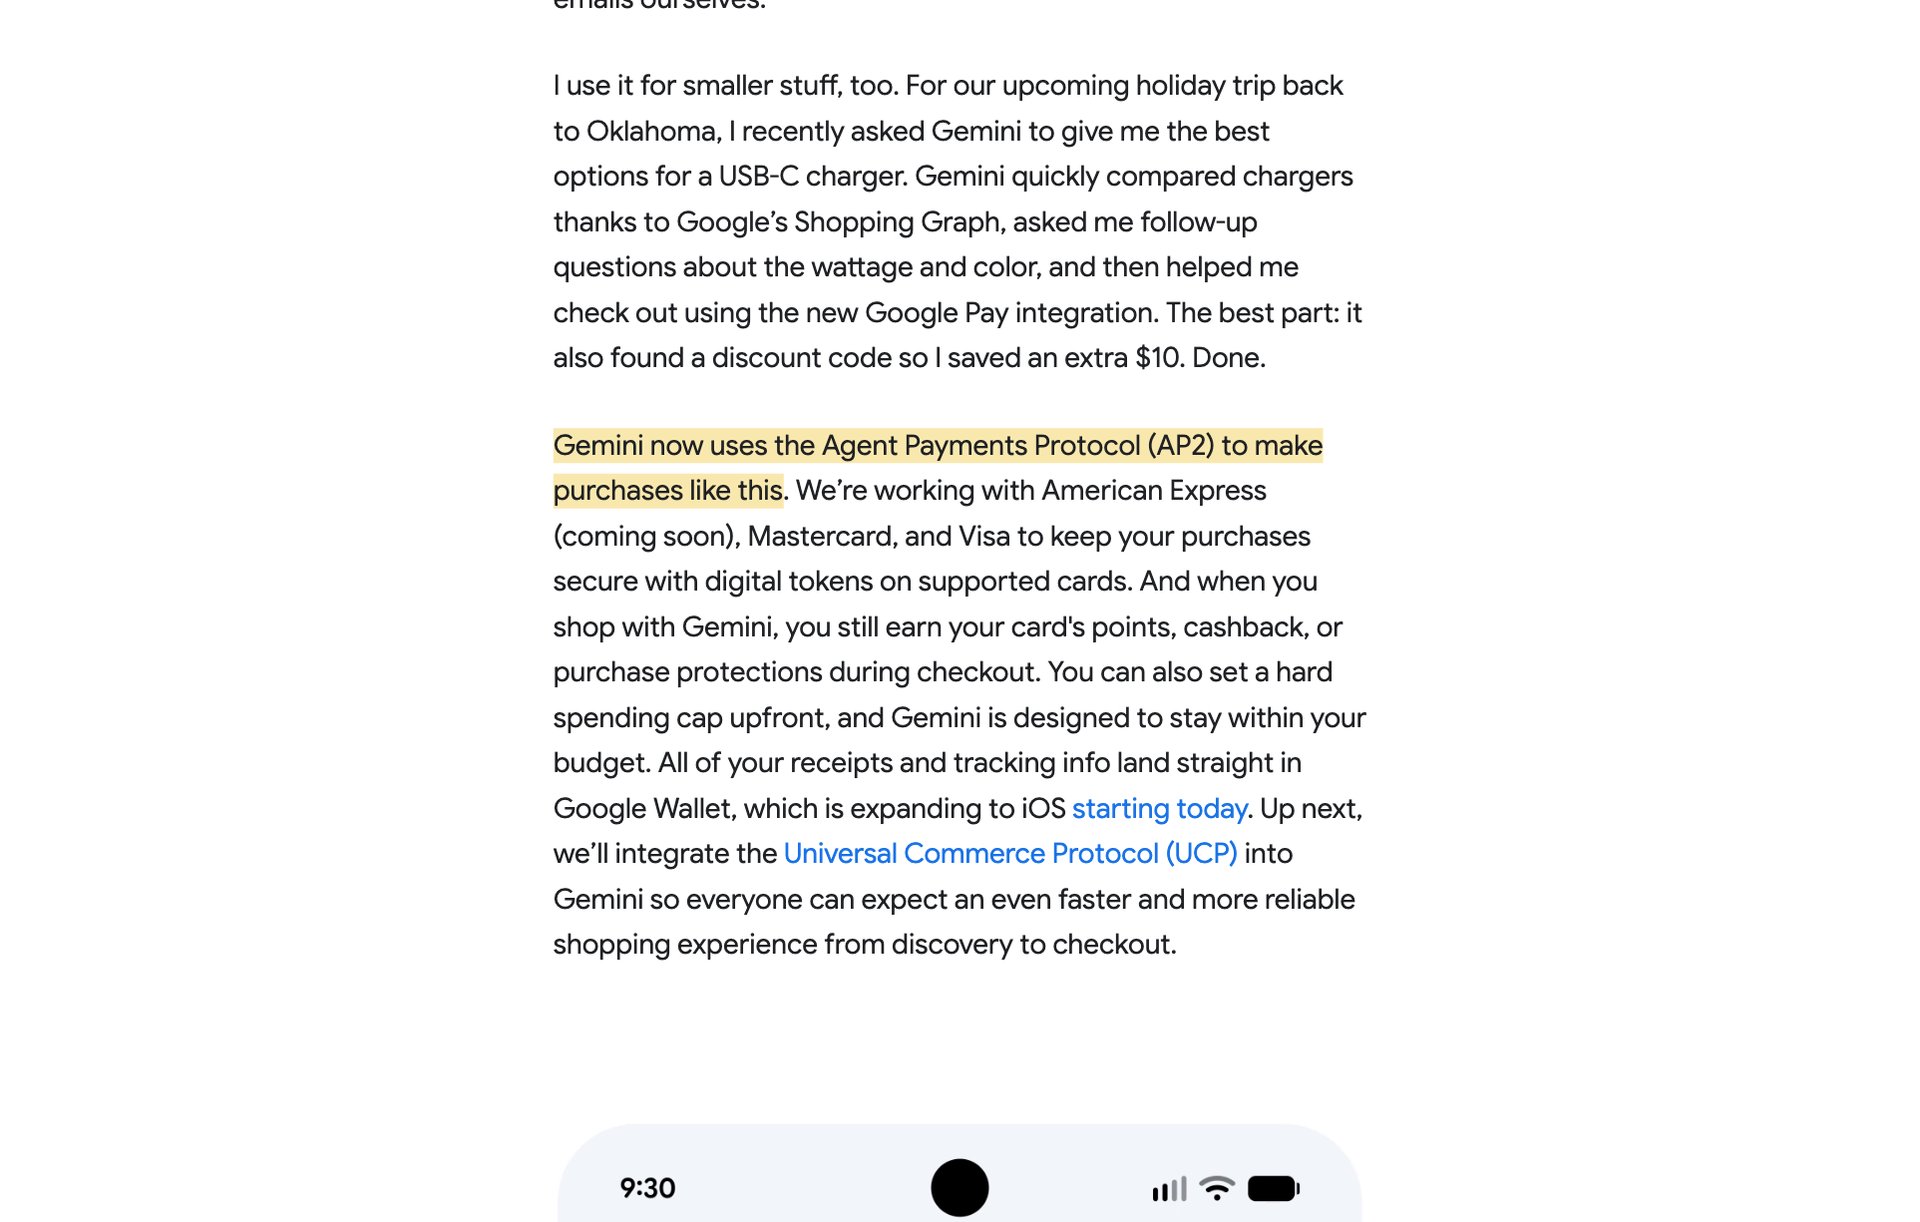 emails ourselves.
I use it for smaller stuff, too. For our upcoming holiday trip back
to Oklahoma, I recently asked Gemini to give me the best
options for a USB-C charger. Gemini quickly compared chargers
thanks to Google’s Shopping Graph, asked me follow-up
questions about the wattage and color, and then helped me
check out using the new Google Pay integration. The best part: it
also found a discount code so I saved an extra $10. Done.
Gemini now uses the Agent Payments Protocol (AP2) to make
purchases like this. We’re working with American Express
(coming soon), Mastercard, and Visa to keep your purchases
secure with digital tokens on supported cards. And when you
shop with Gemini, you still earn your card's points, cashback, or
purchase protections during checkout. You can also set a hard
spending cap upfront, and Gemini is designed to stay within your
budget. All of your receipts and tracking info land straight in
Google Wallet, which is expanding to iOS starting today. Up next,
we’ll integrate the Universal Commerce Protocol (UCP) into
Gemini so everyone can expect an even faster and more reliable
shopping experience from discovery to checkout.
9:30